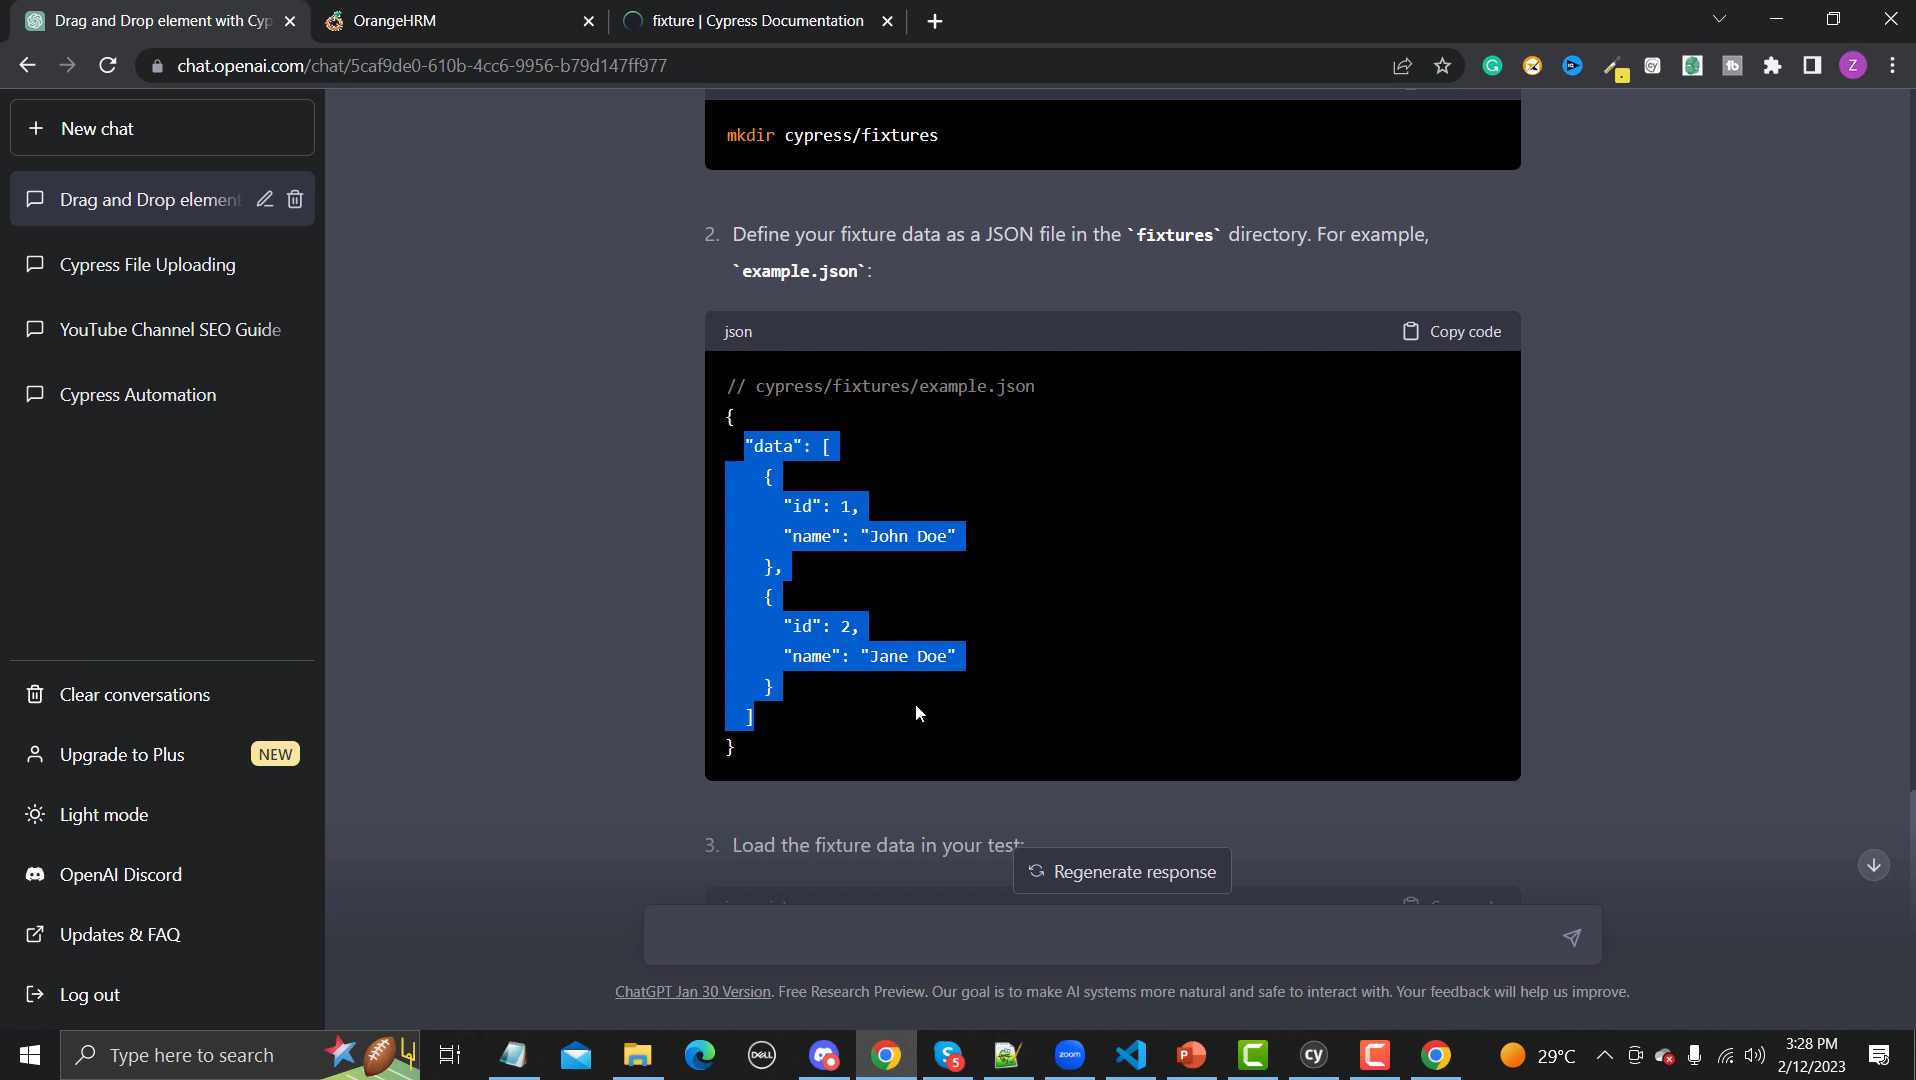 Drag and Drop element with Cyp
OrangeHRM
fixture | Cypress Documentation
chat.openai.com/chat/5caf9de0-610b-4cc6-9956-b79d147ff977
Z
New chat
Drag and Drop element
Cypress File Uploading
YouTube Channel SEO Guide
Cypress Automation
Clear conversations
Upgrade to Plus
NEW
Light mode
OpenAI Discord
Updates & FAQ
Log out
mkdir cypress/fixtures
2. Define your fixture data as a JSON file in the `fixtures` directory. For example,
`example.json`:
json
Copy code
// cypress/fixtures/example.json
{
"data": [
{
"id": 1,
"name": "John Doe"
},
{
"id": 2,
"name": "Jane Doe"
}
]
}
3. Load the fixture data in your test:
Regenerate response
ChatGPT Jan 30 Version. Free Research Preview. Our goal is to make AI systems more natural and safe to interact with. Your feedback will help us improve.
Type here to search
DELL
5
zoom
cy
29°C
3:28 PM
2/12/2023